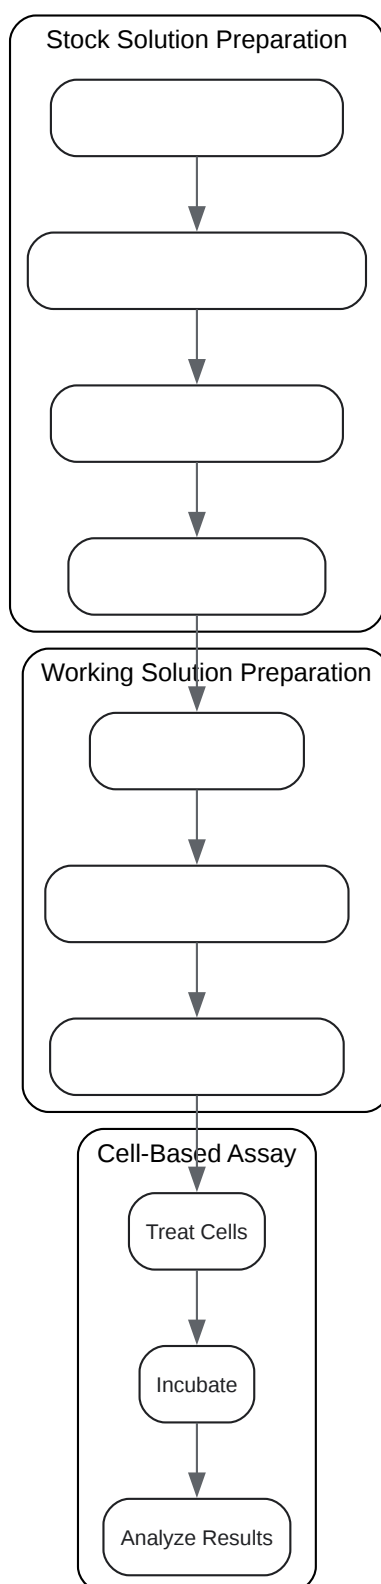 Stock Solution Preparation
Working Solution Preparation
Cell-Based Assay
Treat Cells
Incubate
Analyze Results